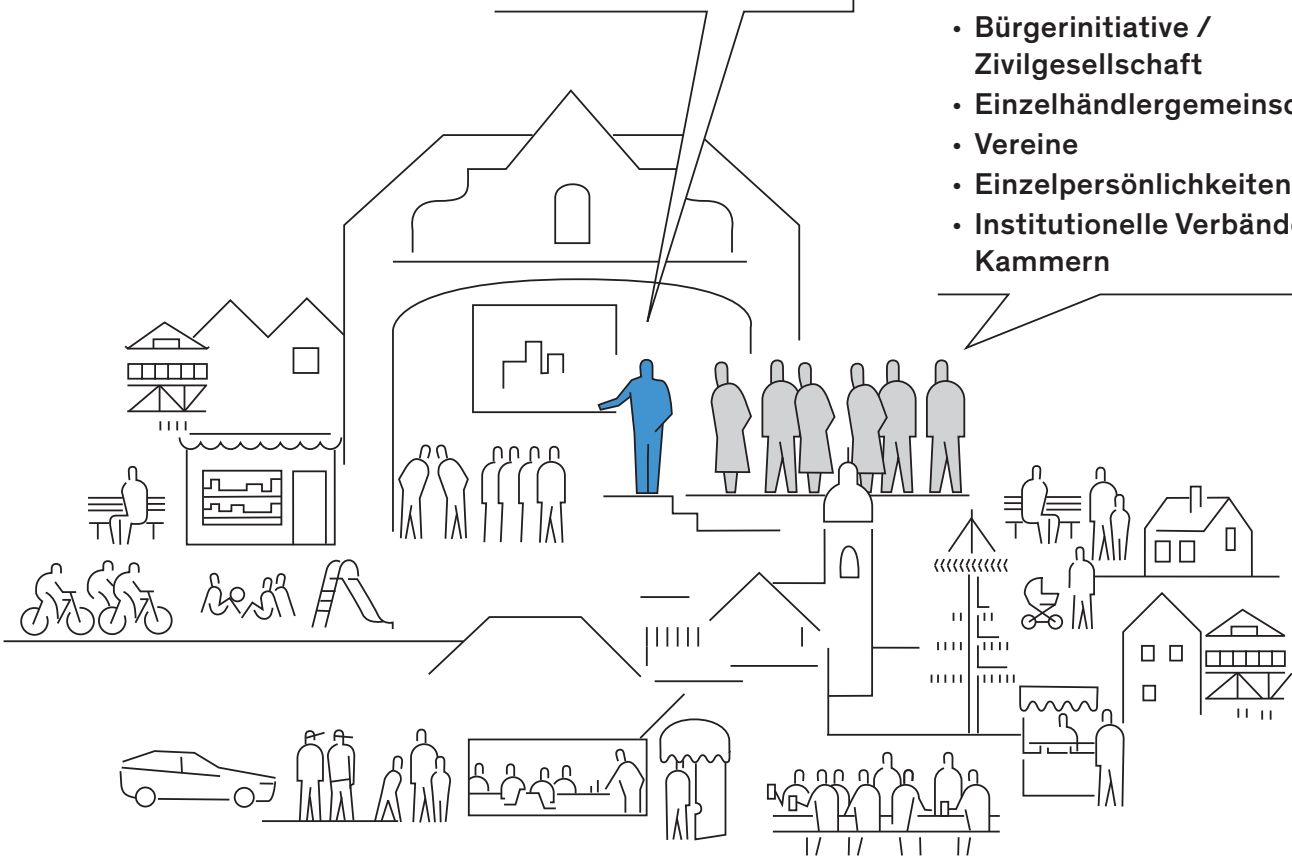 • Bürgerinitiative /
Zivilgesellschaft
• Einzelhändlergemeinsc
• Vereine
• Einzelpersönlichkeiten
• Institutionelle Verbände
Kammern